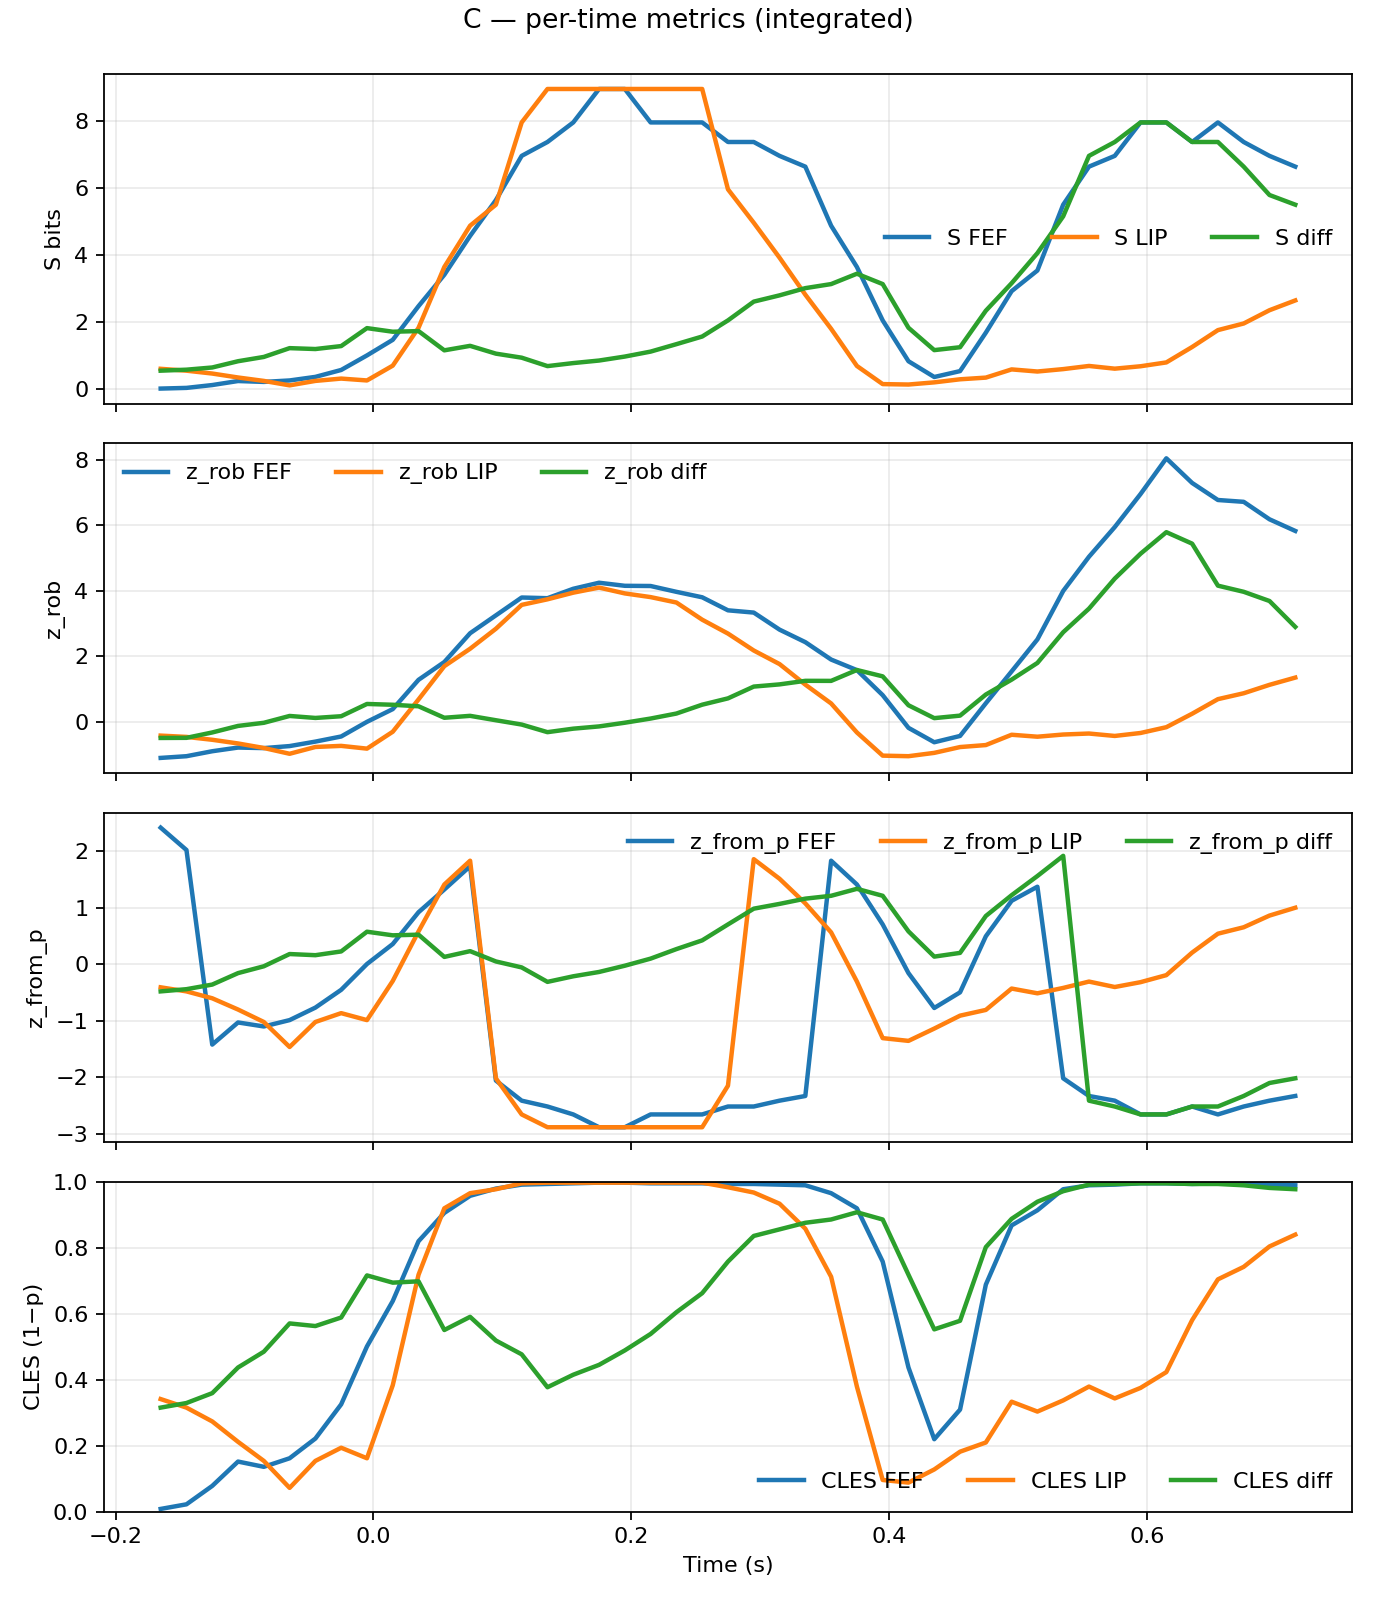 C — per-time metrics (integrated)
8
6
4
2
0
S bits
S FEF S LIP S diff
8
6
4
2
0
z_rob
z_rob FEF z_rob LIP z_rob diff
2
1
0
−1
−2
−3
z_from_p
z_from_p FEF z_from_p LIP z_from_p diff
1.0
0.8
0.6
0.4
0.2
0.0
CLES (1−p)
CLES FEF CLES LIP CLES diff
−0.2 0.0 0.2 0.4 0.6
Time (s)